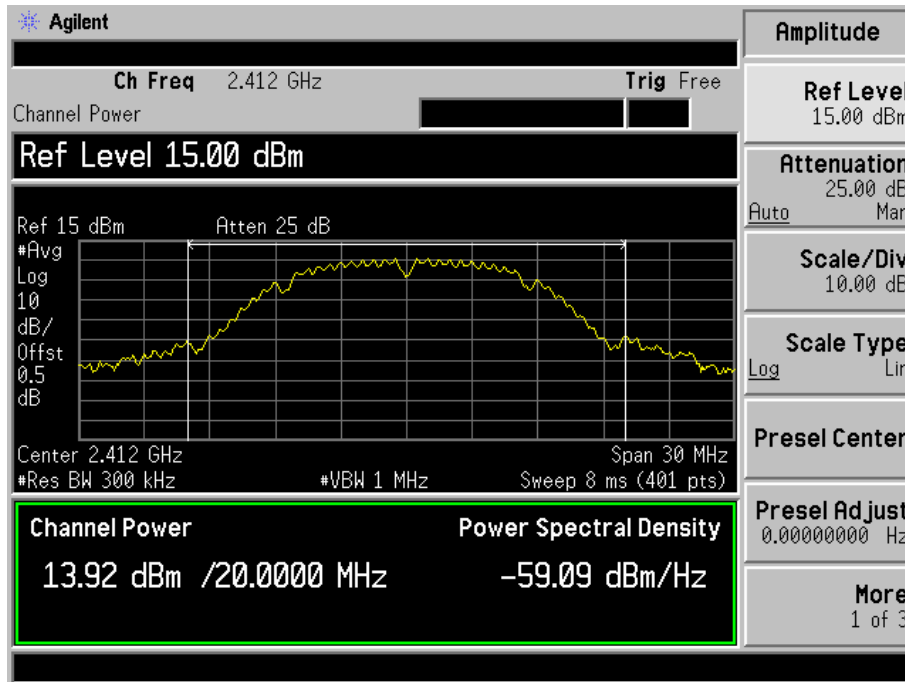 Agilent
Amplitude
Ch Freq 2.412 GHz Trig Free
Channel Power
Ref Level
15.00 dBm
Ref Level 15.00 dBm
Attenuation
25.00 dB
Auto Man
Ref 15 dBm Atten 25 dB
#Avg
Log
10
dB/
Offst
0.5
dB
Scale/Div
10.00 dB
Scale Type
Log Lin
Presel Center
Center 2.412 GHz Span 30 MHz
#Res BW 300 kHz #VBW 1 MHz Sweep 8 ms (401 pts)
Presel Adjust
0.00000000 Hz
Channel Power Power Spectral Density
13.92 dBm /20.0000 MHz -59.09 dBm/Hz
More
1 of 3